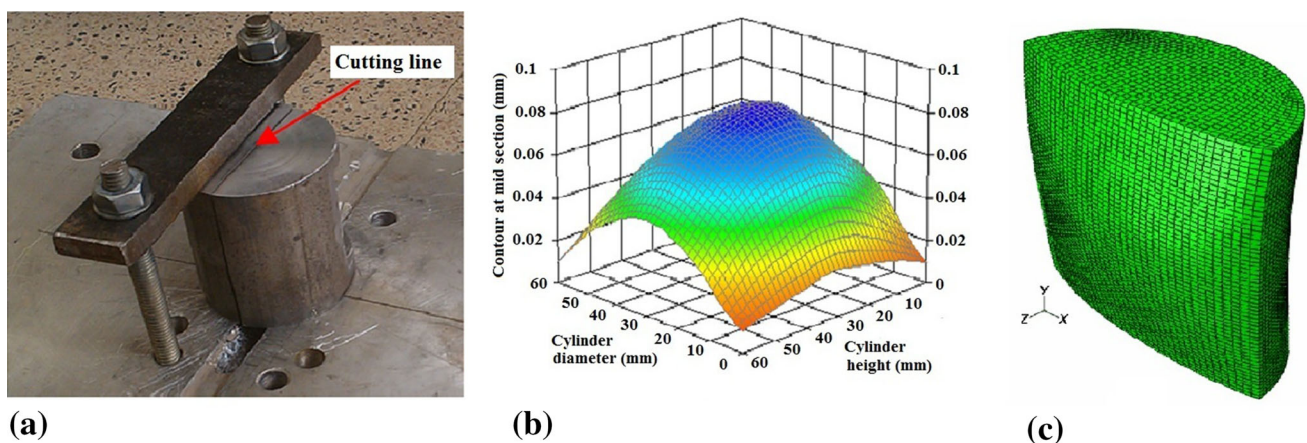 Cutting line
Contour at mid section (mm)
0.1
0.08
0.06
0.04
0.02
60
50
40
30
20
10
0
Cylinder
diameter (mm)
60
50
40
30
20
10
Cylinder
height (mm)
0.1
0.08
0.06
0.04
0.02
0
Y
Z
X
(a)
(b)
(c)